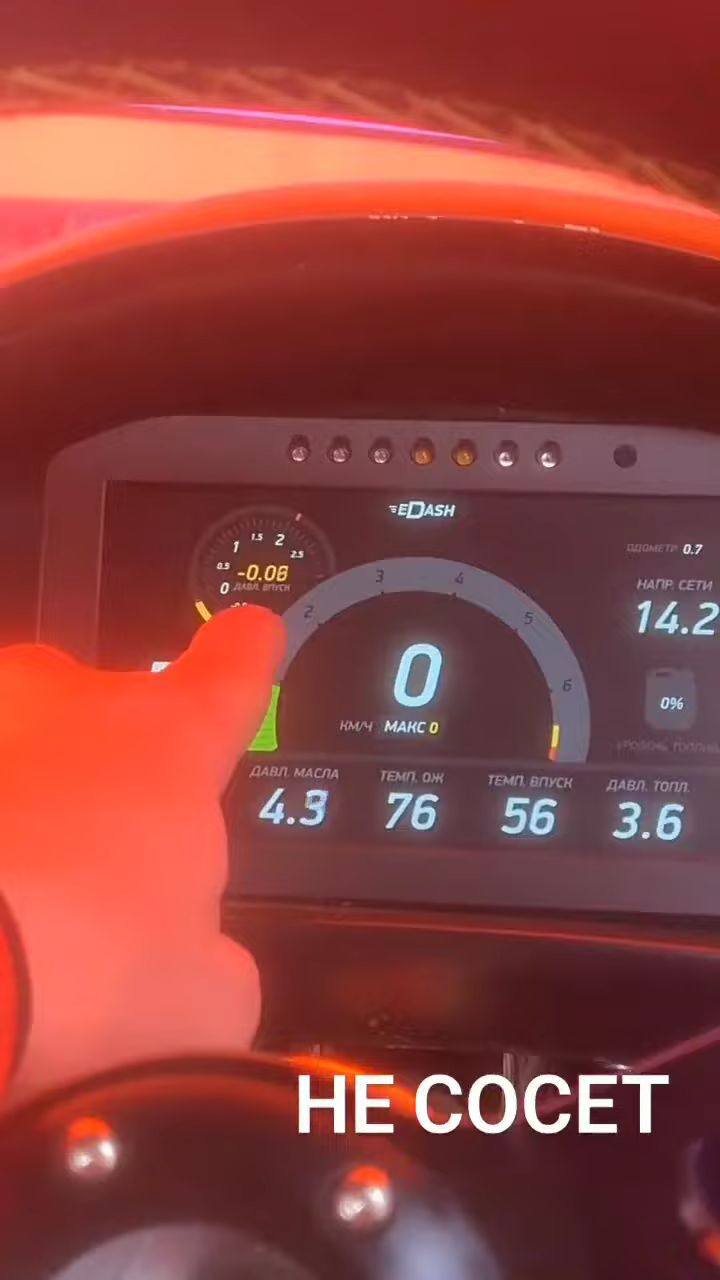 EDASH
1 1.5 2
0.5 2.5
-0.08
0 ДАВЛ. ВПУСК
ОДОМЕТР 0.7
НАПР. СЕТИ
14.2
2 3 4 5 6
0
КМ/Ч МАКС 0
0%
УРОВЕНЬ ТОПЛИВА
ДАВЛ. МАСЛА ТЕМП. ОЖ ТЕМП. ВПУСК ДАВЛ. ТОПЛ.
4.3 76 56 3.6
НЕ СОСЕТ